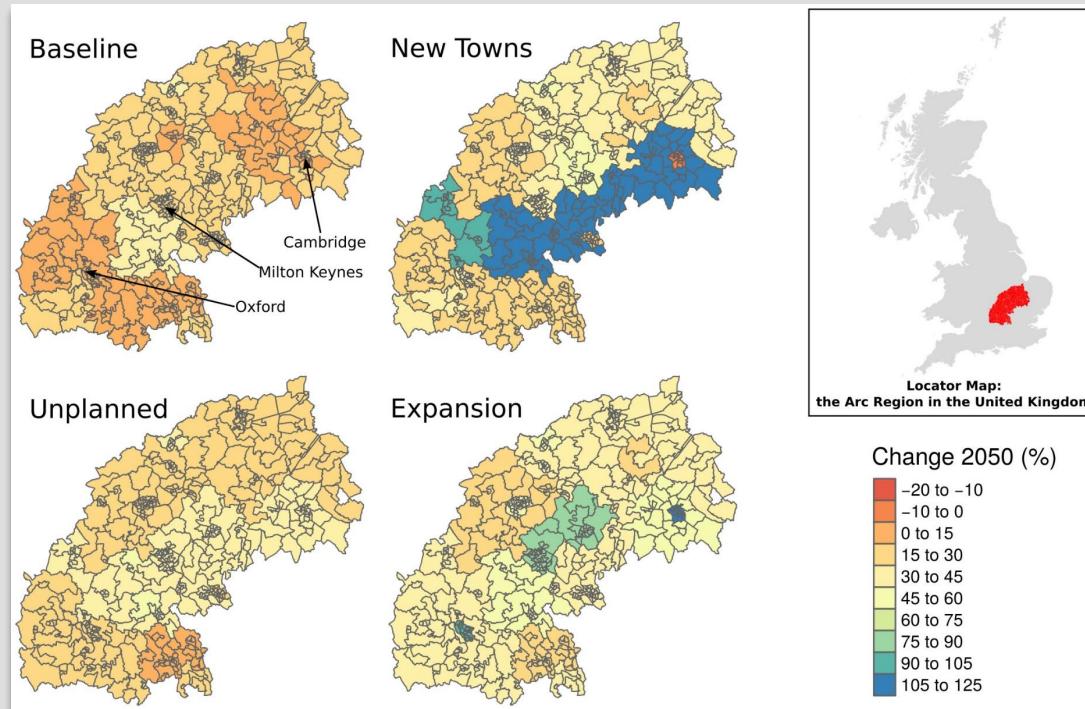 Baseline
New Towns
Cambridge
Milton Keynes
Oxford
Unplanned
Expansion
Locator Map:
the Arc Region in the United Kingdom
Change 2050 (%)
−20 to −10
−10 to 0
0 to 15
15 to 30
30 to 45
45 to 60
60 to 75
75 to 90
90 to 105
105 to 125